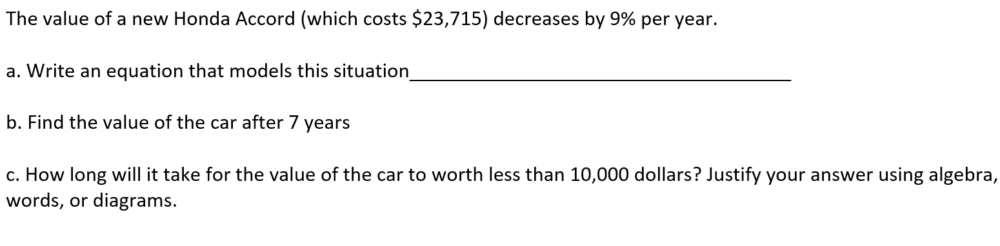 The value of a new Honda Accord (which costs $23,715) decreases by 9% per year.
a. Write an equation that models this situation____________________________________
b. Find the value of the car after 7 years
c. How long will it take for the value of the car to worth less than 10,000 dollars? Justify your answer using algebra,
words, or diagrams.